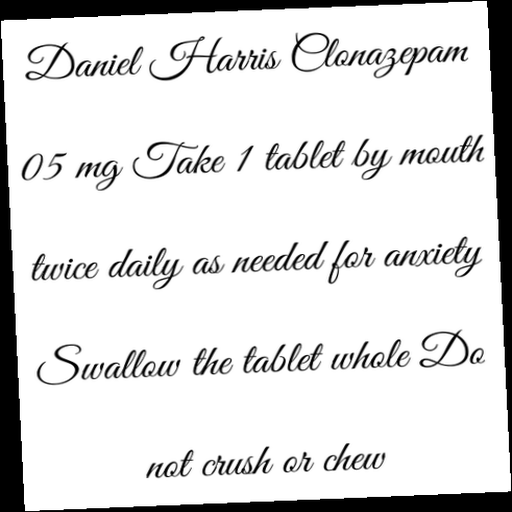 Daniel Harris Clonazepam
05 mg Take 1 tablet by mouth
twice daily as needed for anxiety
Swallow the tablet whole Do
not crush or chew